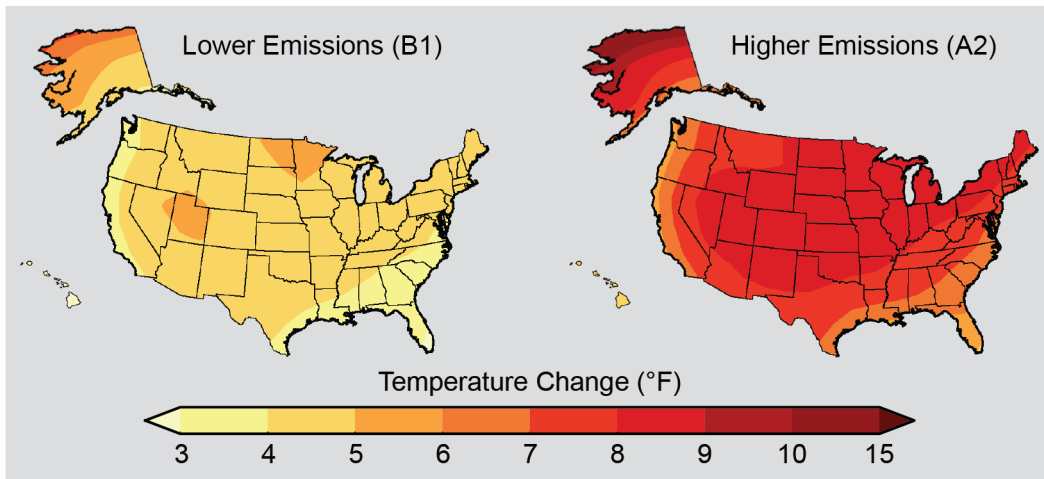 Lower Emissions (B1)
Higher Emissions (A2)
Temperature Change (°F)
3 4 5 6 7 8 9 10 15